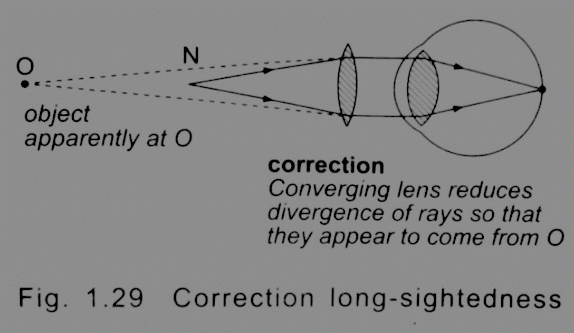 O
N
object
apparently at O
correction
Converging lens reduces
divergence of rays so that
they appear to come from O
Fig. 1.29 Correction long-sightedness